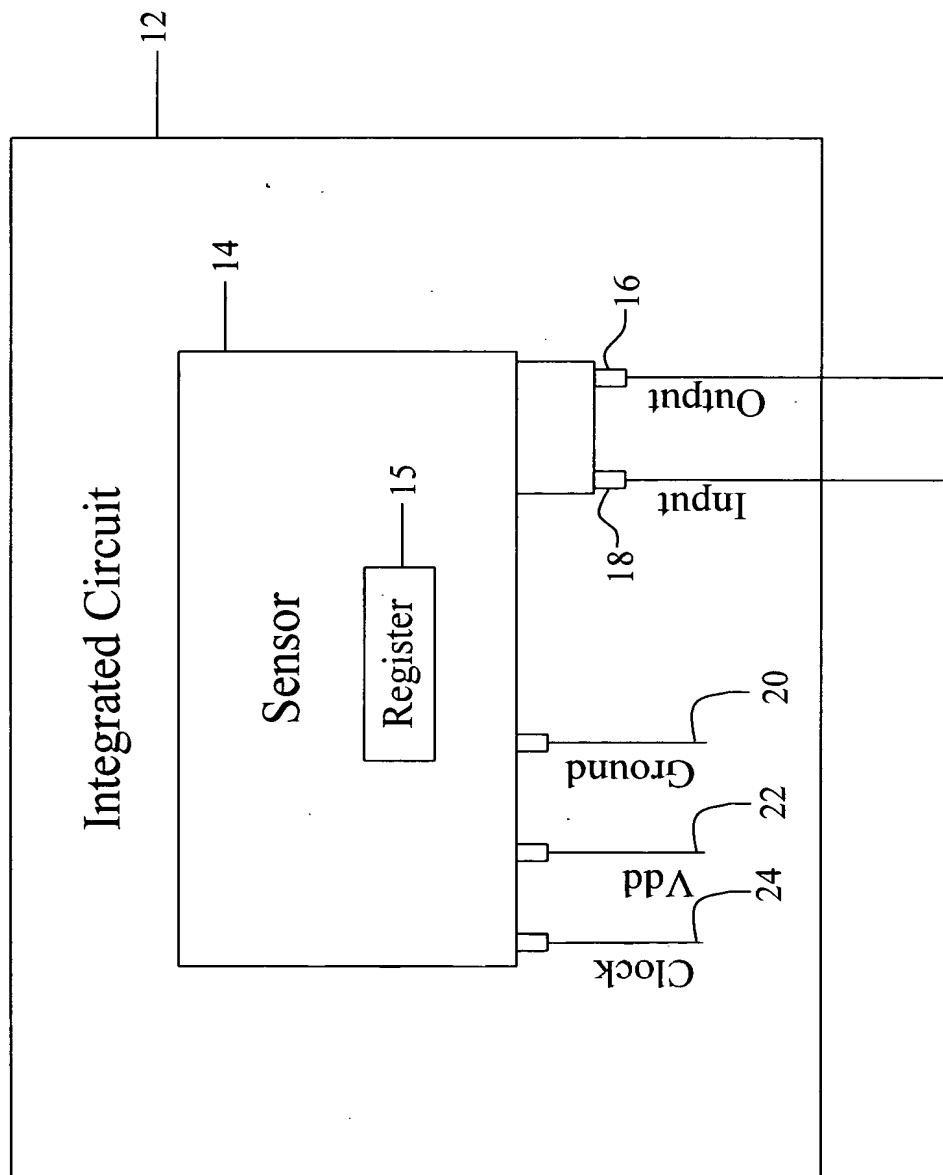 Integrated Circuit
12
Sensor
14
Register
15
Clock
24
Vdd
22
Ground
20
Input
18
Output
16